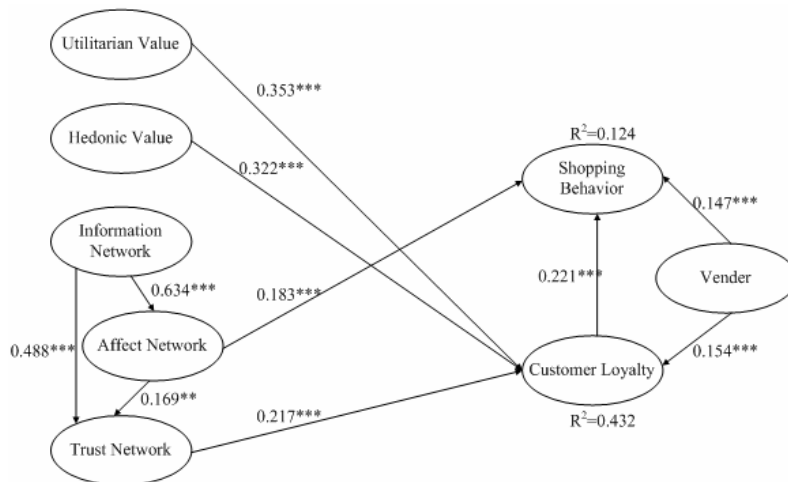 Utilitarian Value
0.353***
Hedonic Value
0.322***
R²=0.124
Shopping
Behavior
0.147***
Information
Network
0.634***
0.183***
0.221***
Vender
0.488***
Affect Network
0.154***
Customer Loyalty
0.169**
0.217***
R²=0.432
Trust Network